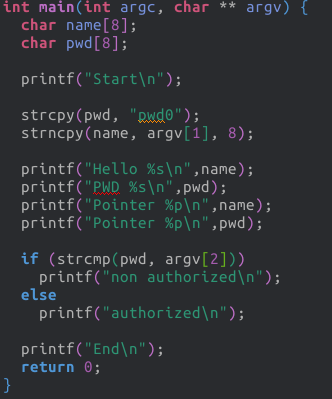 int main(int argc, char ** argv) {
  char name[8];
  char pwd[8];

  printf("Start\n");

  strcpy(pwd, "pwd0");
  strncpy(name, argv[1], 8);

  printf("Hello %s\n",name);
  printf("PWD %s\n",pwd);
  printf("Pointer %p\n",name);
  printf("Pointer %p\n",pwd);

  if (strcmp(pwd, argv[2]))
    printf("non authorized\n");
  else
    printf("authorized\n");

  printf("End\n");
  return 0;
}